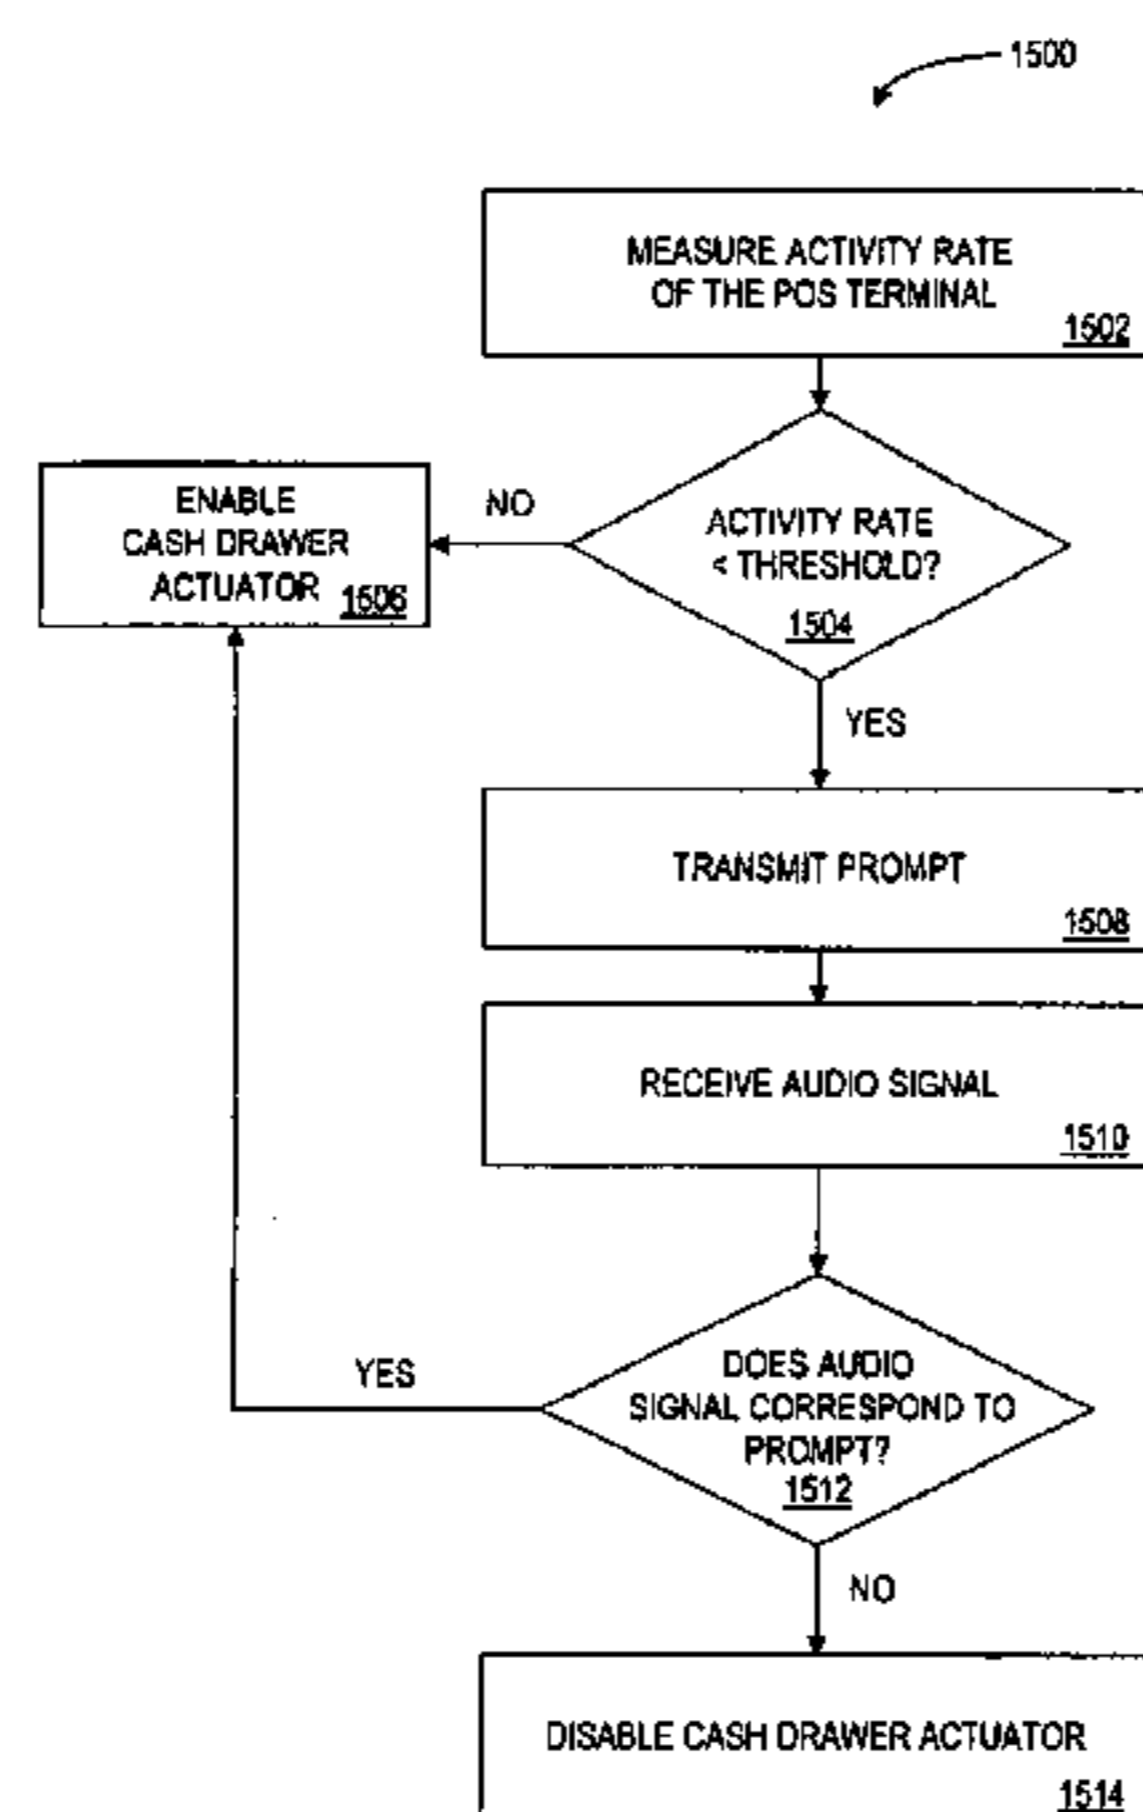 1500
MEASURE ACTIVITY RATE
OF THE POS TERMINAL
1502
ENABLE
CASH DRAWER
ACTUATOR 1506
NO
ACTIVITY RATE
< THRESHOLD?
1504
YES
TRANSMIT PROMPT
1508
RECEIVE AUDIO SIGNAL
1510
YES
DOES AUDIO
SIGNAL CORRESPOND TO
PROMPT?
1512
NO
DISABLE CASH DRAWER ACTUATOR
1514